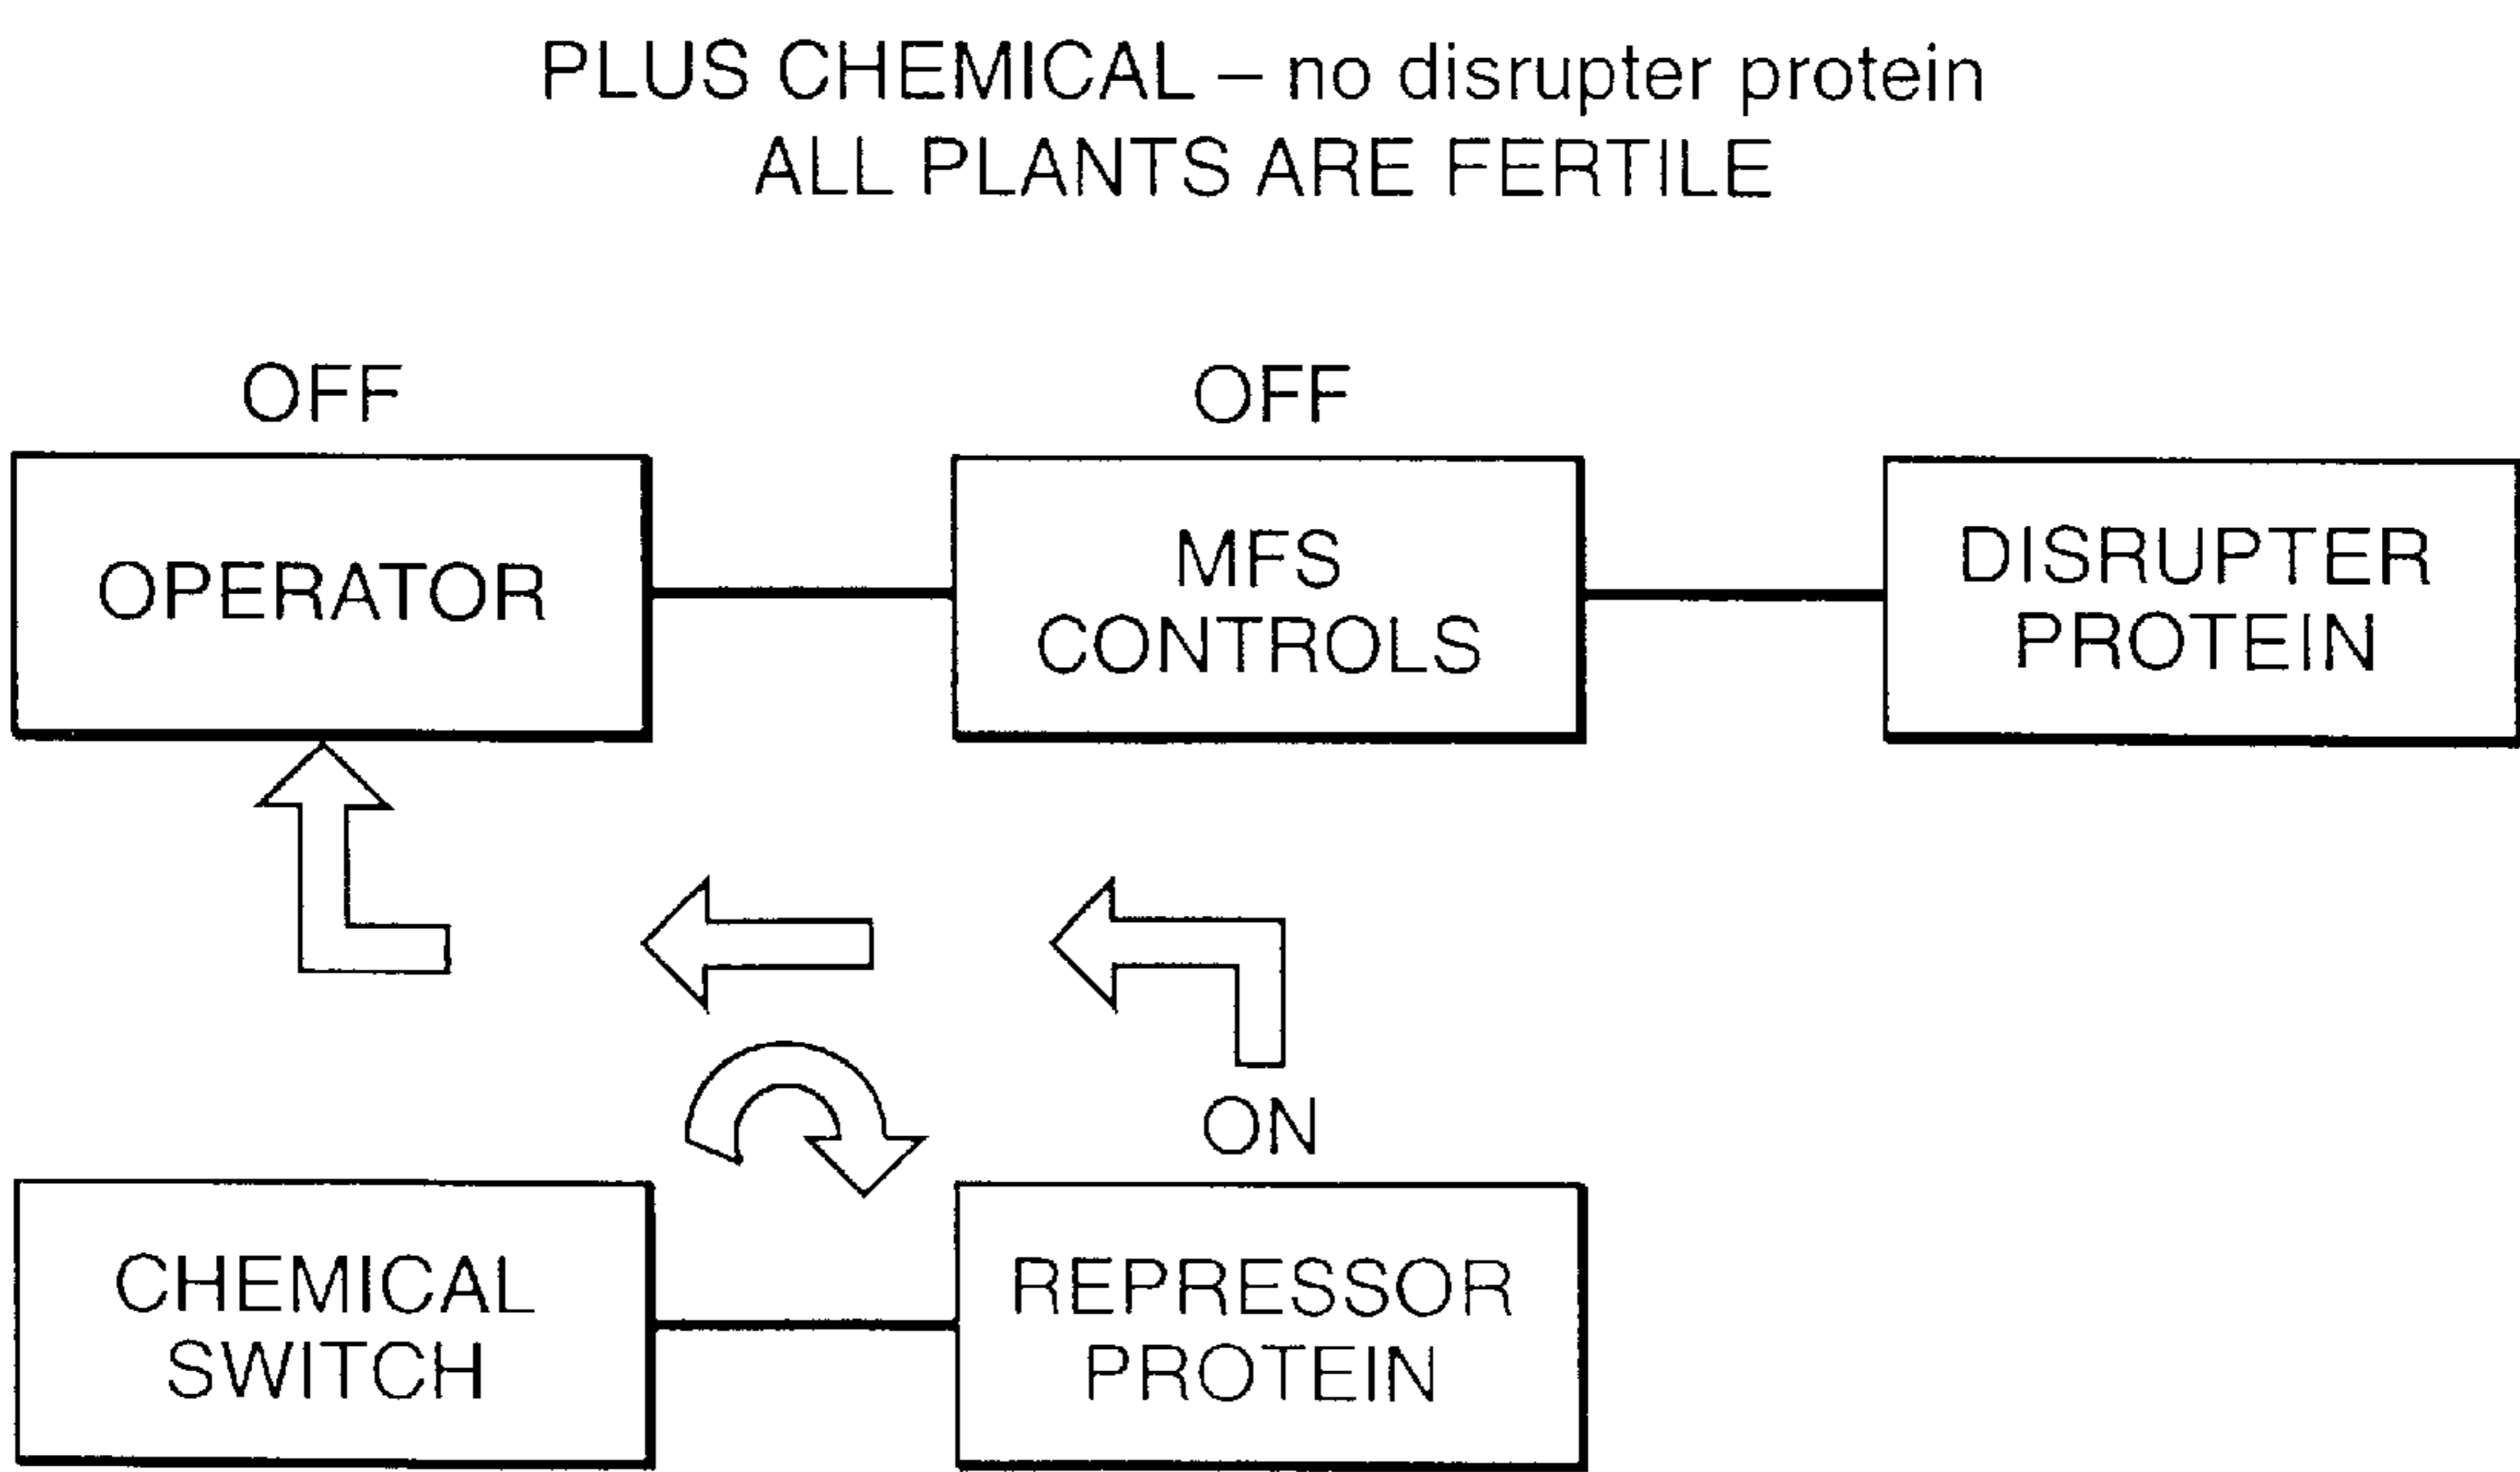 PLUS CHEMICAL – no disrupter protein
ALL PLANTS ARE FERTILE
OFF
OFF
OPERATOR
MFS
CONTROLS
DISRUPTER
PROTEIN
ON
CHEMICAL
SWITCH
REPRESSOR
PROTEIN